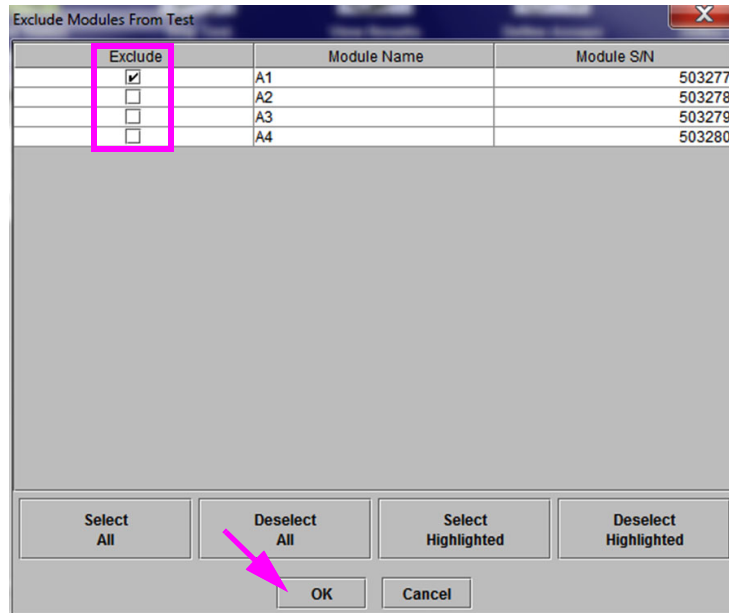 Exclude Modules From Test
Exclude Module Name Module S/N
A1 503277
A2 503278
A3 503279
A4 503280
Select All Deselect All Select Highlighted Deselect Highlighted
OK Cancel